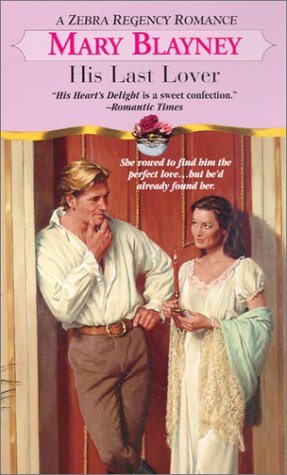 A ZEBRA REGENCY ROMANCE
MARY BLAYNEY
His Last Lover
“His Heart's Delight is a sweet confection.”
–Romantic Times
She vowed to find him the
perfect love...but he'd
already found her.